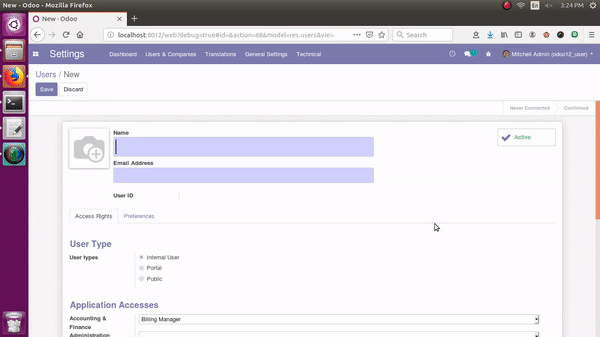 New - Odoo - Mozilla Firefox
En
3:24 PM
New - Odoo
localhost:8012/web?debug=true#id=&action=66&model=res.users&view
Search
Settings
Dashboard Users & Companies Translations General Settings Technical
Mitchell Admin (odoo12_user)
Users / New
Save Discard
Never Connected Confirmed
Name
Active
Email Address
User ID
Access Rights Preferences
User Type
User types
Internal User
Portal
Public
Application Accesses
Accounting &
Finance
Billing Manager
Administration